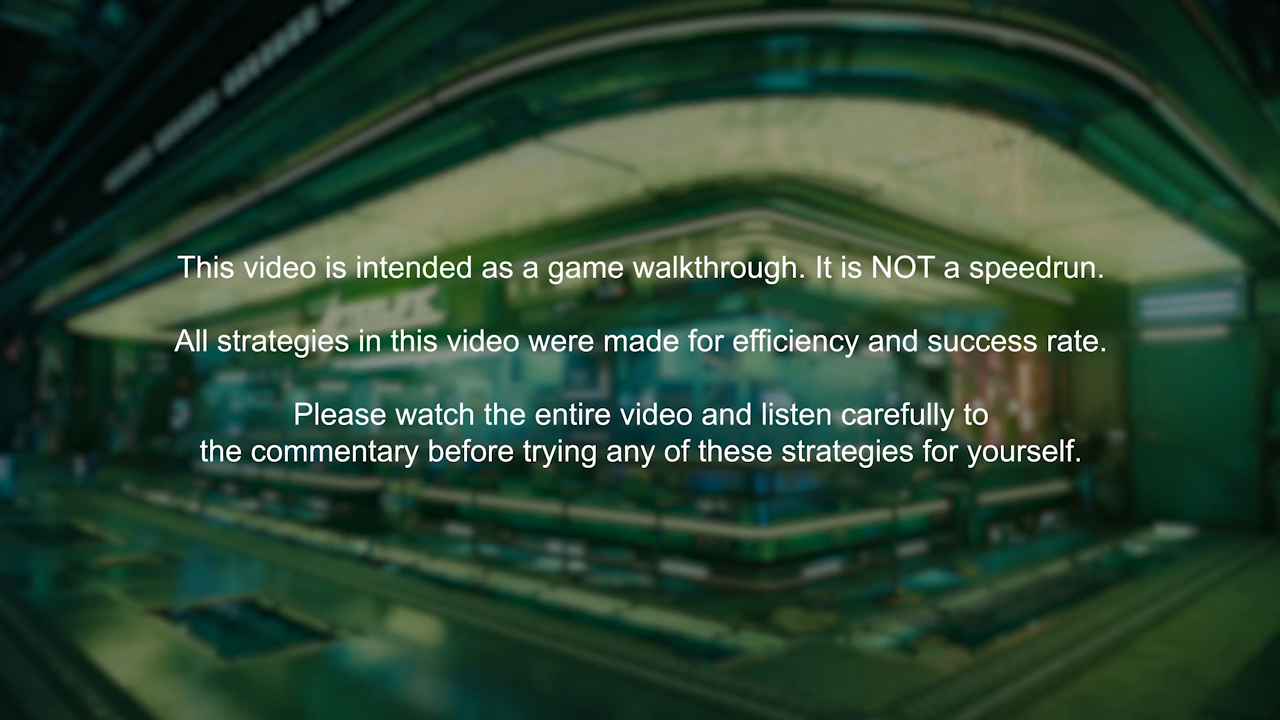 This video is intended as a game walkthrough. It is NOT a speedrun.
All strategies in this video were made for efficiency and success rate.
Please watch the entire video and listen carefully to
the commentary before trying any of these strategies for yourself.